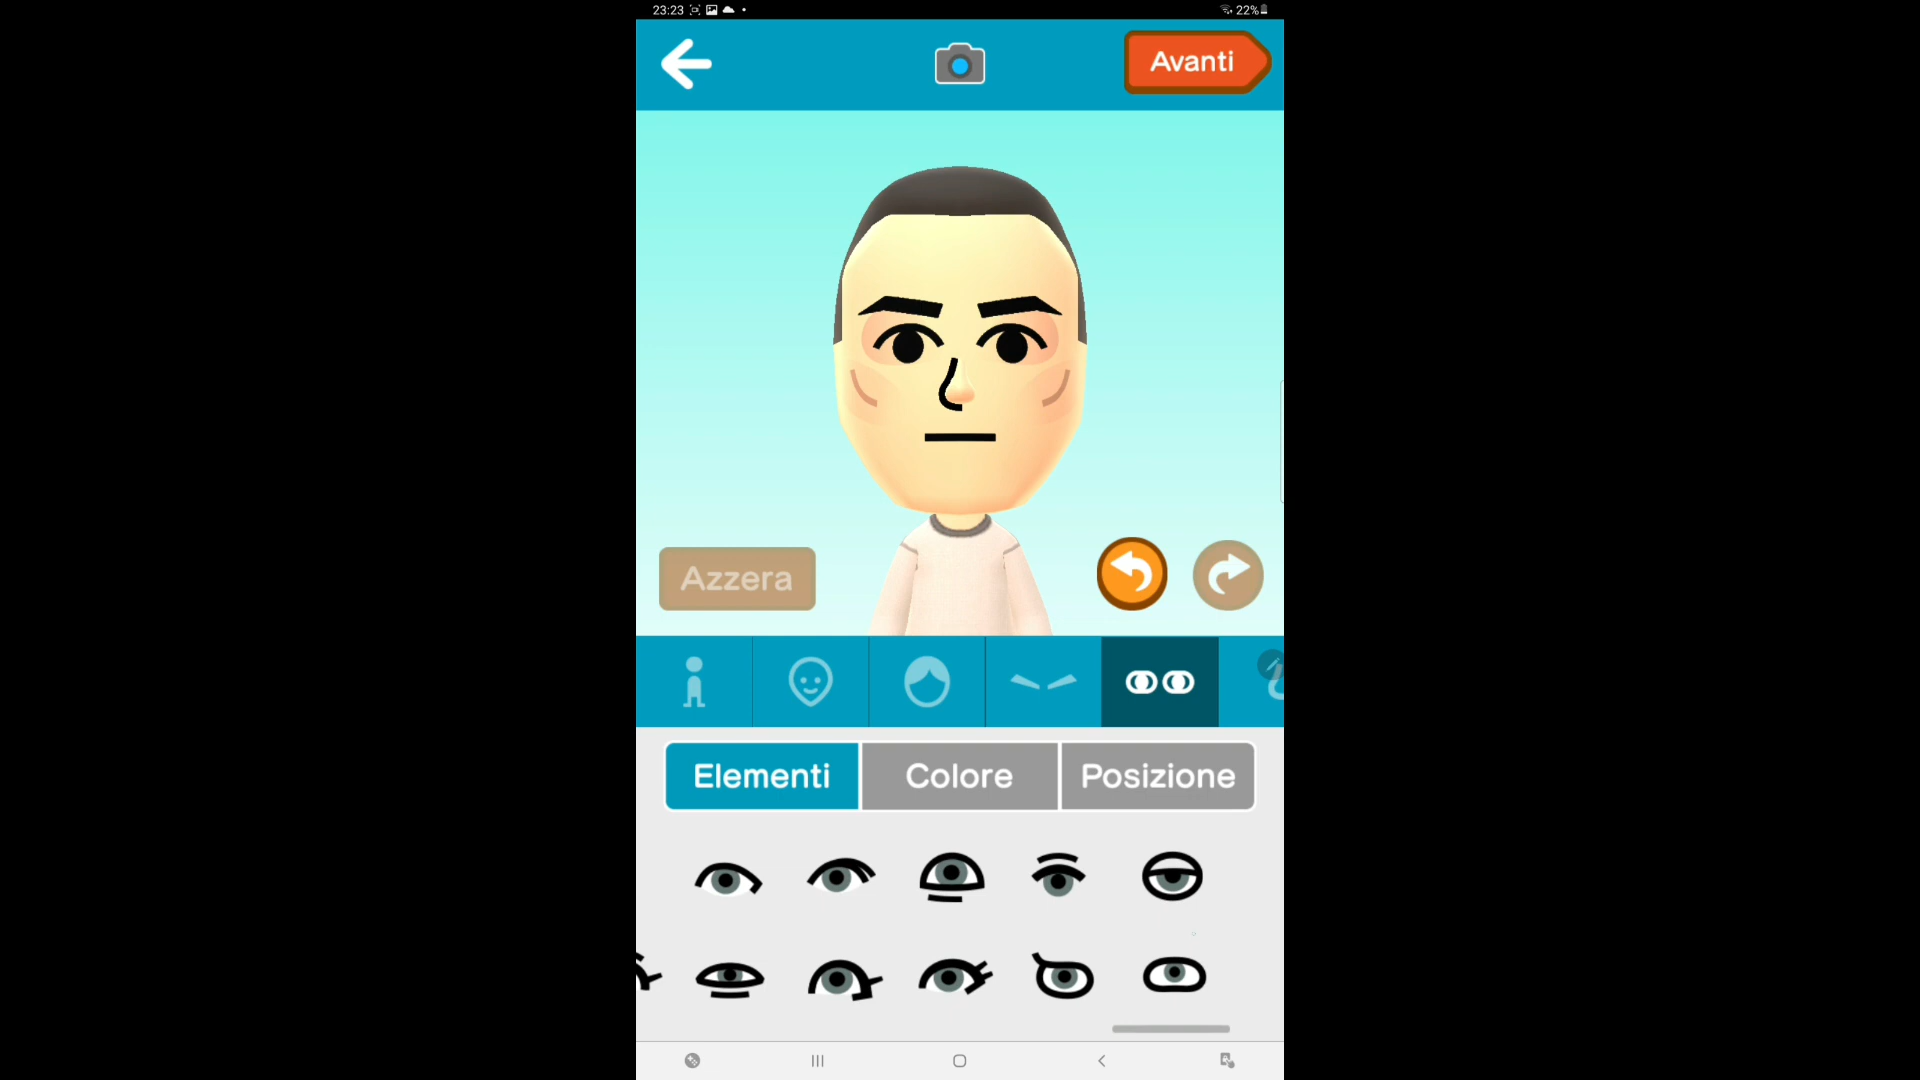 23:23
22%
Avanti
Azzera
Elementi
Colore
Posizione